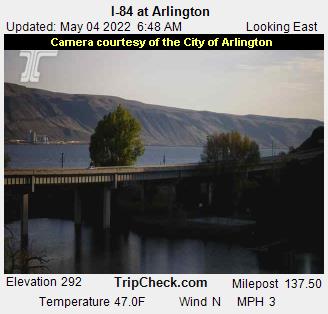 I-84 at Arlington
Updated: May 04 2022 6:48 AM Looking East
Camera courtesy of the City of Arlington
Elevation 292 TripCheck.com Milepost 137.50
Temperature 47.0F Wind N MPH 3